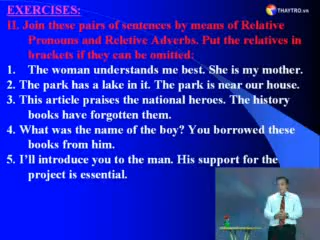 EXERCISES:
THAYTRO.VN
II. Join these pairs of sentences by means of Relative
Pronouns and Reletive Adverbs. Put the relatives in
brackets if they can be omitted:
1. The woman understands me best. She is my mother.
2. The park has a lake in it. The park is near our house.
3. This article praises the national heroes. The history
books have forgotten them.
4. What was the name of the boy? You borrowed these
books from him.
5. I'll introduce you to the man. His support for the
project is essential.